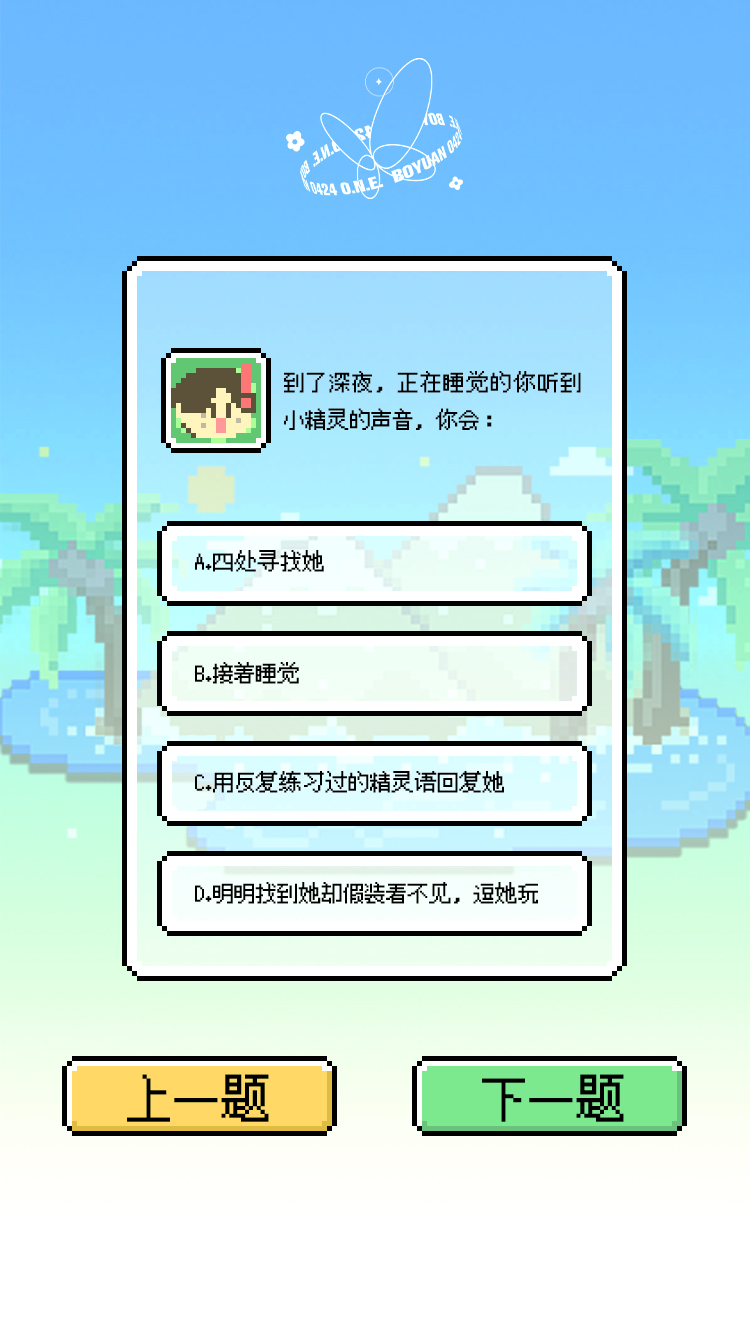 0424 O.N.E. BOYUAN 0424
到了深夜，正在睡觉的你听到
小精灵的声音，你会：
A.四处寻找她
B.接着睡觉
C.用反复练习过的精灵语回复她
D.明明找到她却假装看不见，逗她玩
上一题
下一题